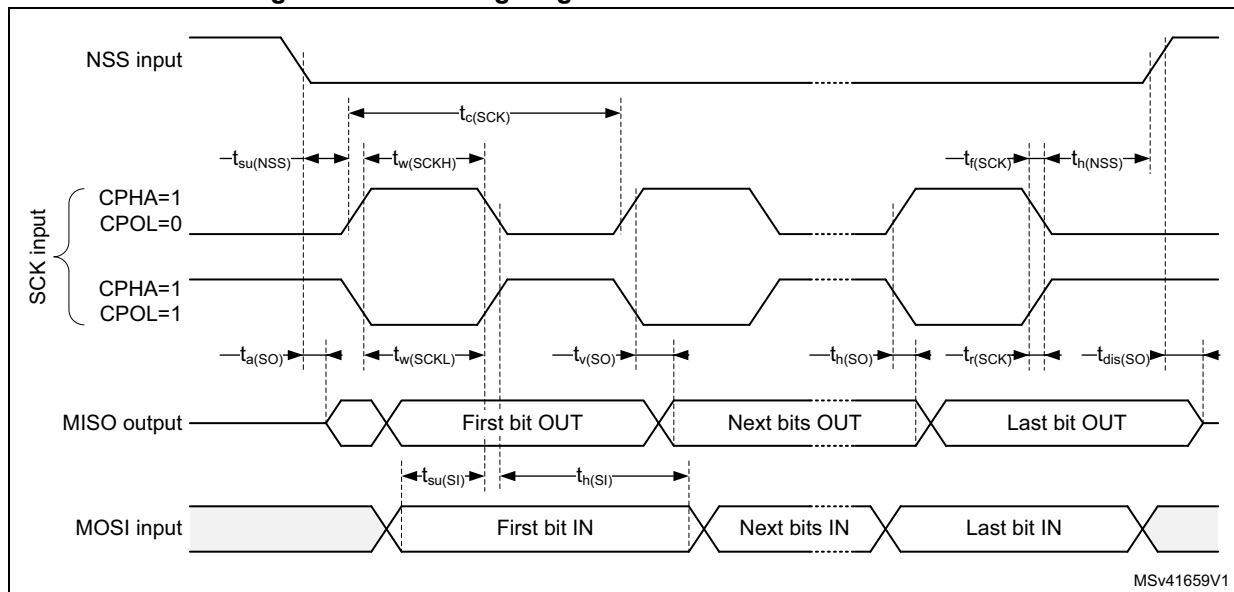 NSS input
tc(SCK)
tsu(NSS)
tw(SCKH)
tf(SCK)
th(NSS)
SCK input
CPHA=1
CPOL=0
CPHA=1
CPOL=1
ta(SO)
tw(SCKL)
tv(SO)
th(SO)
tr(SCK)
tdis(SO)
MISO output
First bit OUT
Next bits OUT
Last bit OUT
tsu(SI)
th(SI)
MOSI input
First bit IN
Next bits IN
Last bit IN
MSv41659V1